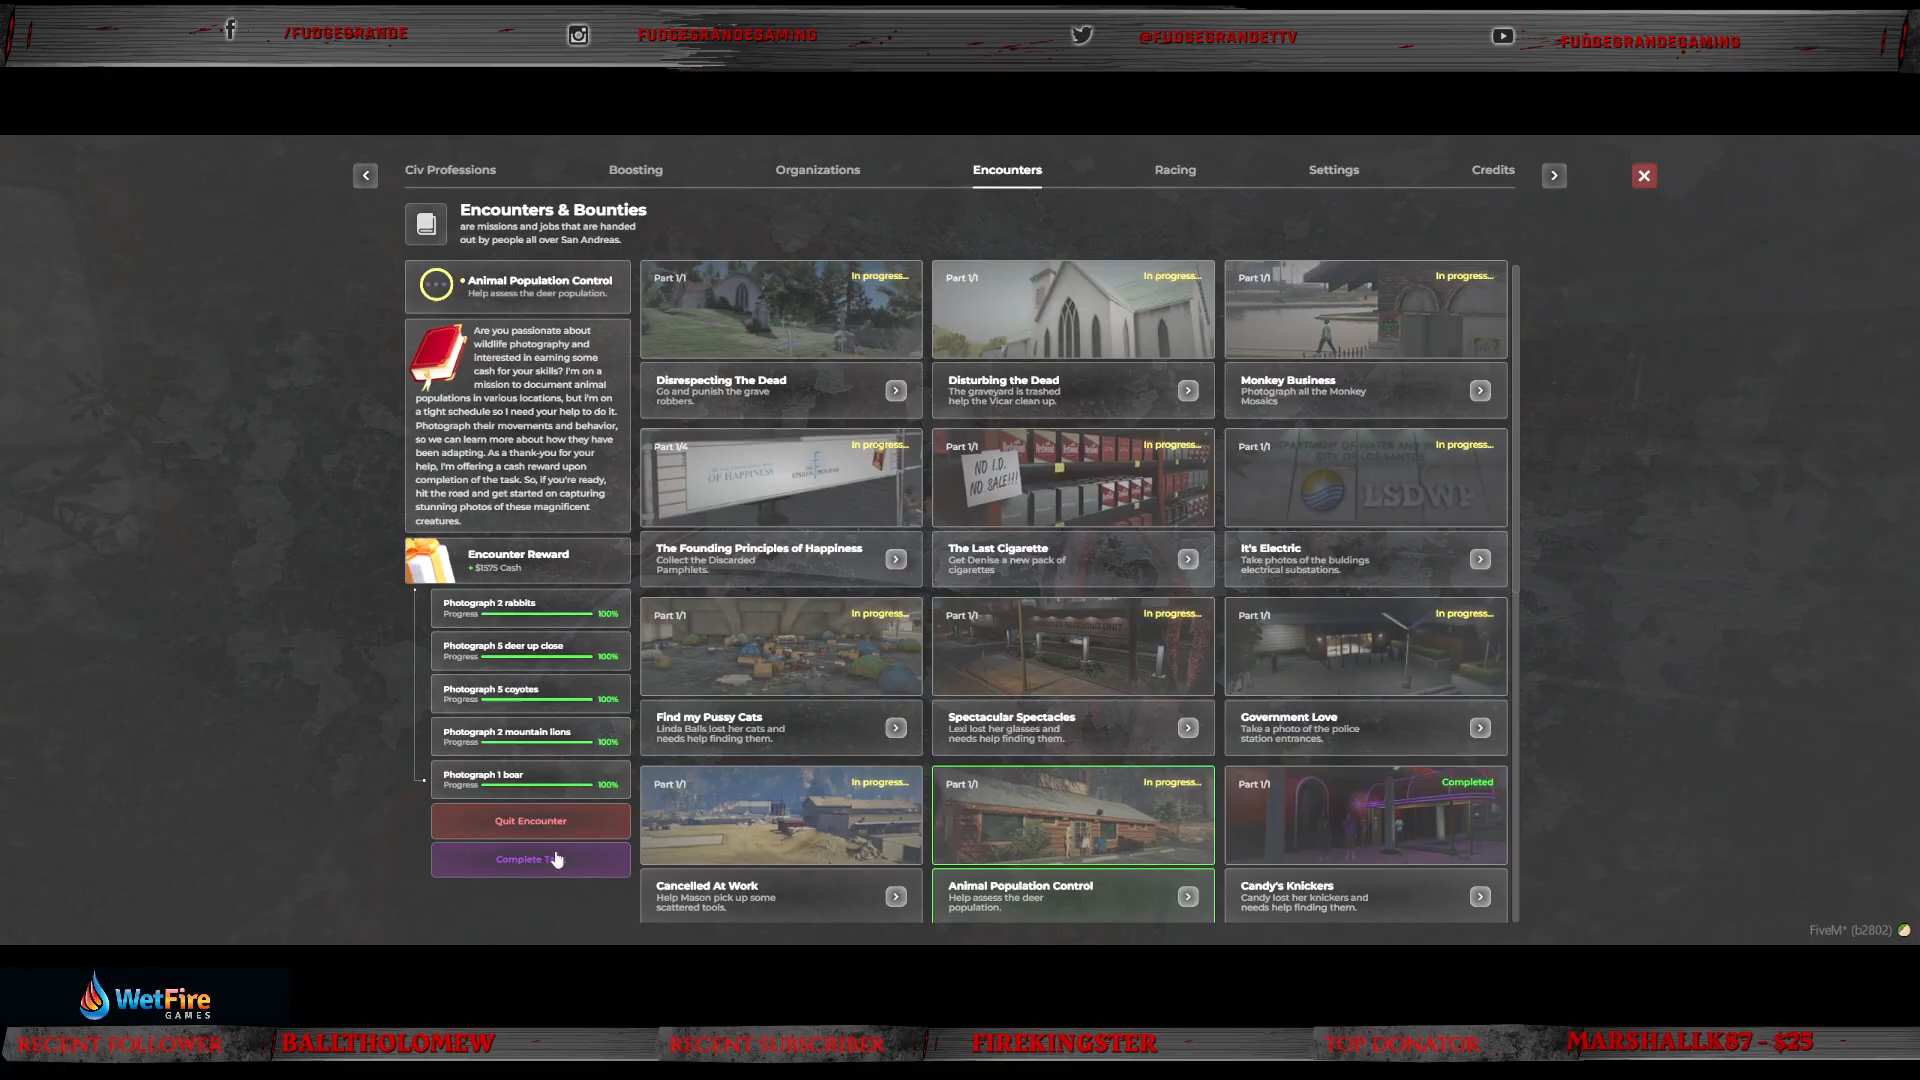 /FUDGEGRANDE
FUDGEGRANDEGAMING
@FUDGEGRANDETTV
FUDGEGRANDEGAMING
Civ Professions
Boosting
Organizations
Encounters
Racing
Settings
Credits
Encounters & Bounties
are missions and jobs that are handed
out by people all over San Andreas.
Animal Population Control
Help assess the deer population.
Are you passionate about
wildlife photography and
interested in earning some
cash for your skills? I'm on a
mission to document animal
populations in various locations, but i'm on
a tight schedule so I need your help to do it.
Photograph their movements and behavior,
so we can learn more about how they have
been adapting. As a thank-you for your
help, I'm offering a cash reward upon
completion of the task. So, if you're ready,
hit the road and get started on capturing
stunning photos of these magnificent
creatures.
Encounter Reward
+ $1575 Cash
Photograph 2 rabbits
Progress 100%
Photograph 5 deer up close
Progress 100%
Photograph 5 coyotes
Progress 100%
Photograph 2 mountain lions
Progress 100%
Photograph 1 boar
Progress 100%
Quit Encounter
Complete
Part 1/1
In progress...
Disrespecting The Dead
Go and punish the grave
robbers.
Part 1/1
In progress...
Disturbing the Dead
The graveyard is trashed
help the Vicar clean up.
Part 1/1
In progress...
Monkey Business
Photograph all the Monkey
Mosaics
Part 1/4
In progress...
OF HAPPINESS
EPSILON PROGRAM
The Founding Principles of Happiness
Collect the Discarded
Pamphlets.
Part 1/1
In progress...
NO I.D.
NO SALE!!!
The Last Cigarette
Get Denise a new pack of
cigarettes
Part 1/1
In progress...
DEPARTMENT OF WATER AND
CITY OF LOS SANTOS
LSDWP
It's Electric
Take photos of the buldings
electrical substations.
Part 1/1
In progress...
Find my Pussy Cats
Linda Balls lost her cats and
needs help finding them.
Part 1/1
In progress...
RECEIVING UNIT
Spectacular Spectacles
Lexi lost her glasses and
needs help finding them.
Part 1/1
In progress...
Government Love
Take a photo of the police
station entrances.
Part 1/1
In progress...
Cancelled At Work
Help Mason pick up some
scattered tools.
Part 1/1
In progress...
Animal Population Control
Help assess the deer
population.
Part 1/1
Completed
Candy's Knickers
Candy lost her knickers and
needs help finding them.
FiveM* (b2802)
WetFire
GAMES
RECENT FOLLOWER
BALLTHOLOMEW
RECENT SUBSCRIBER
FIREKINGSTER
TOP DONATOR
MARSHALLK87 - $25